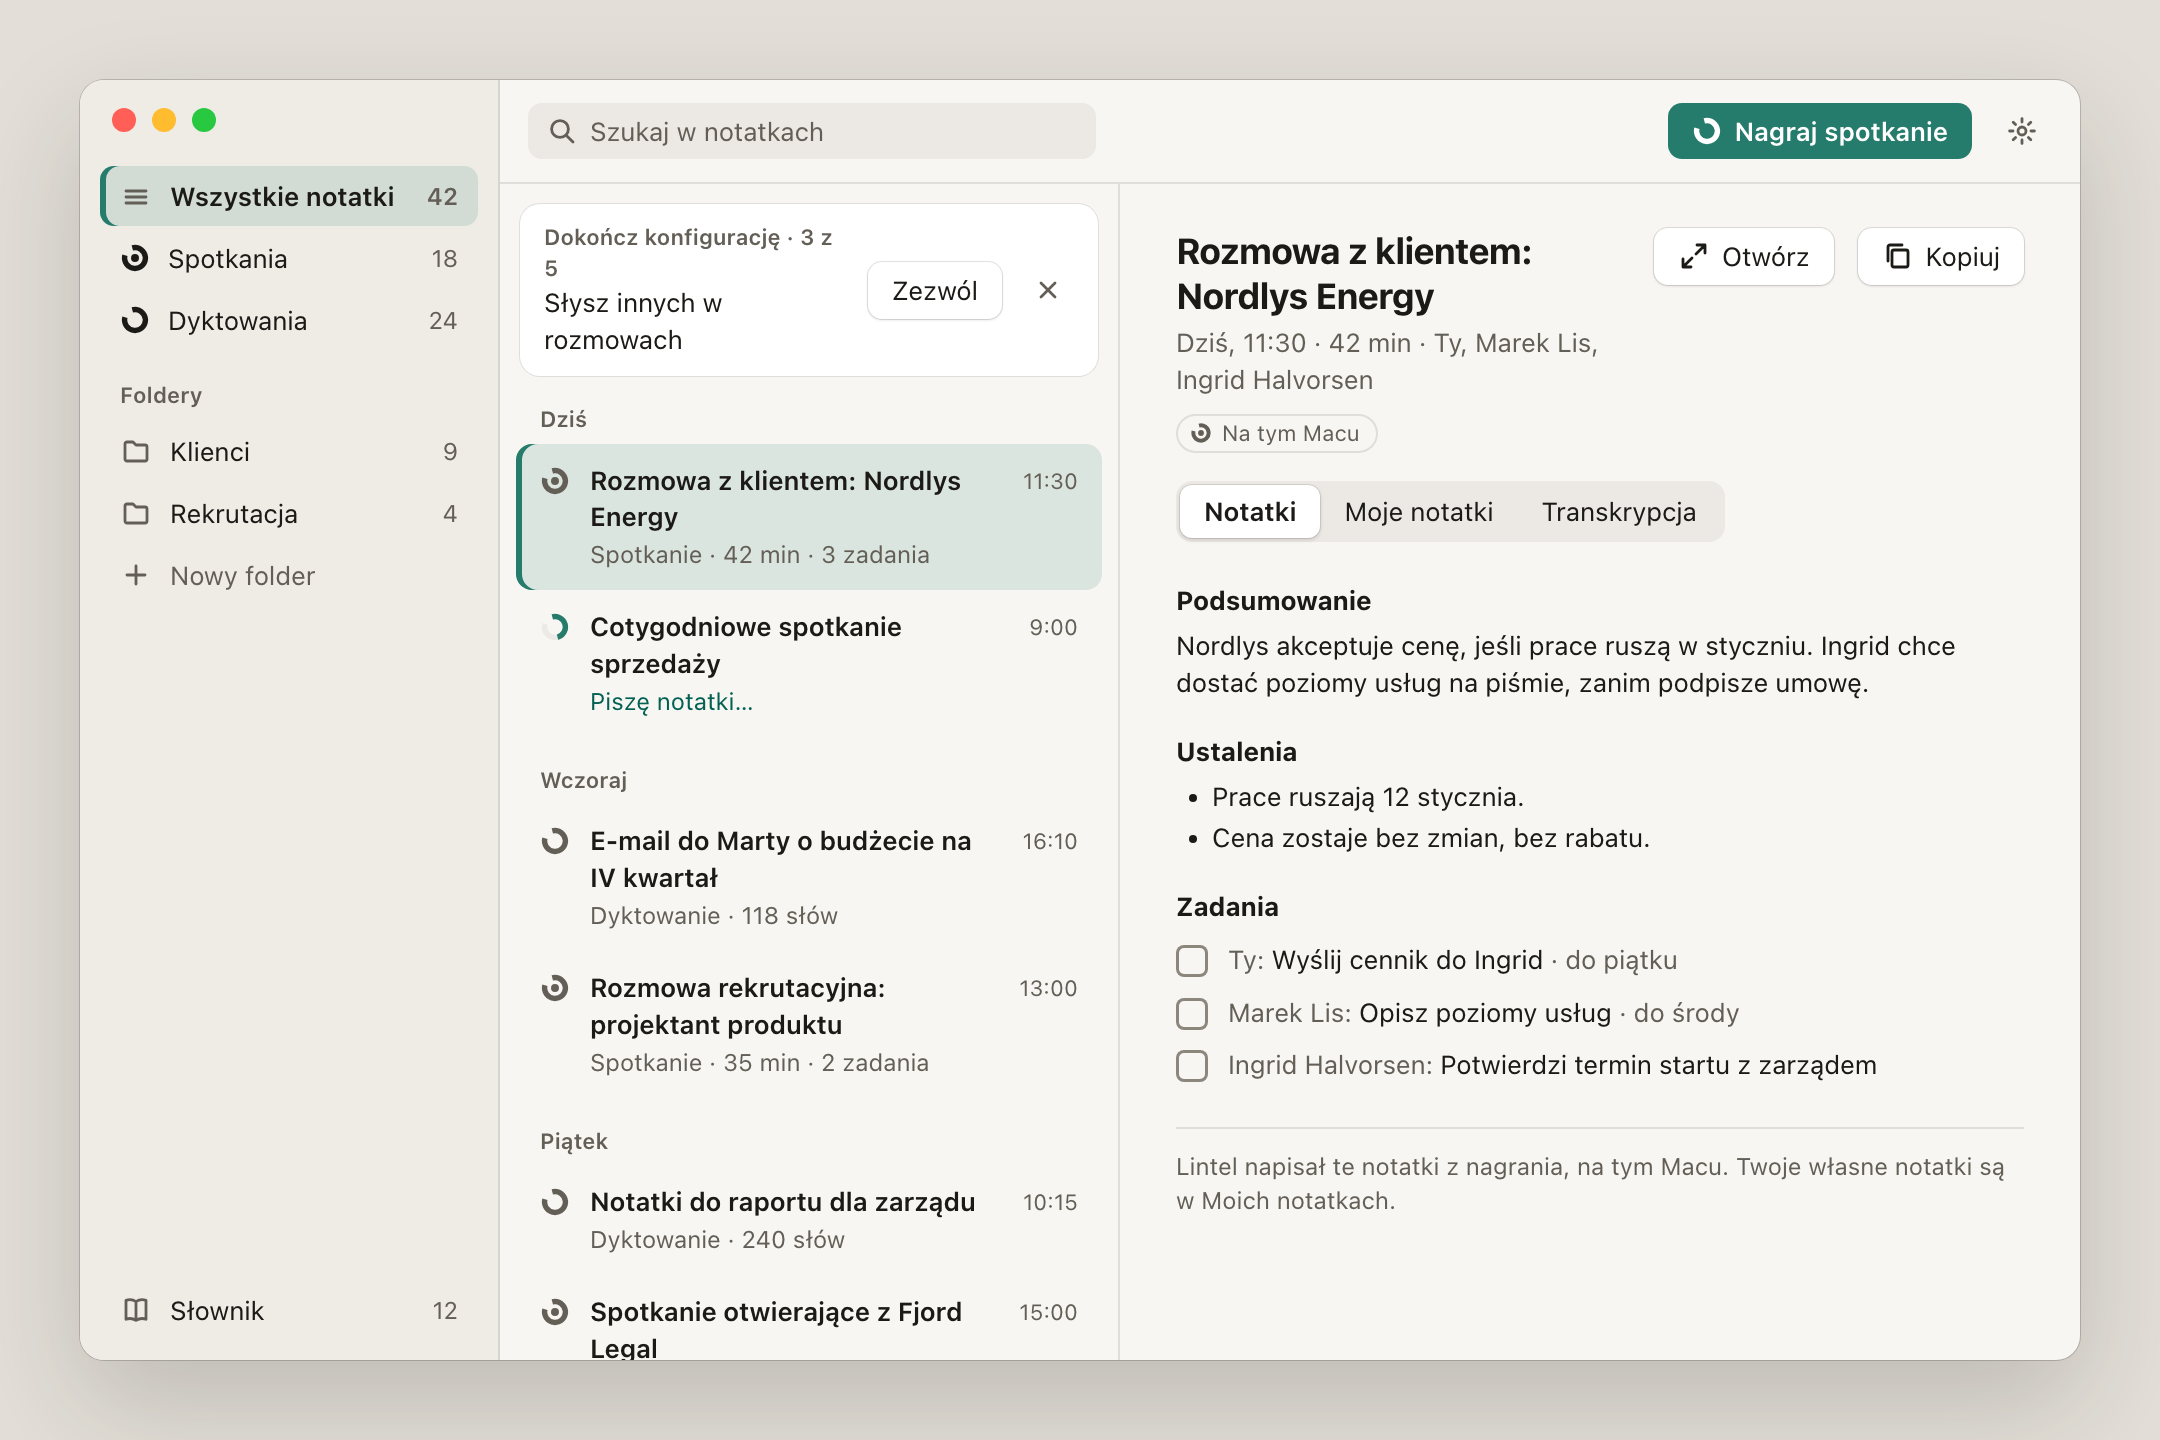 Wszystkie notatki 42
Spotkania 18
Dyktowania 24
Foldery
Klienci 9
Rekrutacja 4
Nowy folder
Słownik 12
Szukaj w notatkach
Nagraj spotkanie
Dokończ konfigurację · 3 z
5
Słysz innych w
rozmowach
Zezwól
Dziś
Rozmowa z klientem: Nordlys 11:30
Energy
Spotkanie · 42 min · 3 zadania
Cotygodniowe spotkanie 9:00
sprzedaży
Piszę notatki...
Wczoraj
E-mail do Marty o budżecie na 16:10
IV kwartał
Dyktowanie · 118 słów
Rozmowa rekrutacyjna: 13:00
projektant produktu
Spotkanie · 35 min · 2 zadania
Piątek
Notatki do raportu dla zarządu 10:15
Dyktowanie · 240 słów
Spotkanie otwierające z Fjord 15:00
Legal
Rozmowa z klientem:
Nordlys Energy
Otwórz
Kopiuj
Dziś, 11:30 · 42 min · Ty, Marek Lis,
Ingrid Halvorsen
Na tym Macu
Notatki Moje notatki Transkrypcja
Podsumowanie
Nordlys akceptuje cenę, jeśli prace ruszą w styczniu. Ingrid chce
dostać poziomy usług na piśmie, zanim podpisze umowę.
Ustalenia
• Prace ruszają 12 stycznia.
• Cena zostaje bez zmian, bez rabatu.
Zadania
Ty: Wyślij cennik do Ingrid · do piątku
Marek Lis: Opisz poziomy usług · do środy
Ingrid Halvorsen: Potwierdzi termin startu z zarządem
Lintel napisał te notatki z nagrania, na tym Macu. Twoje własne notatki są
w Moich notatkach.